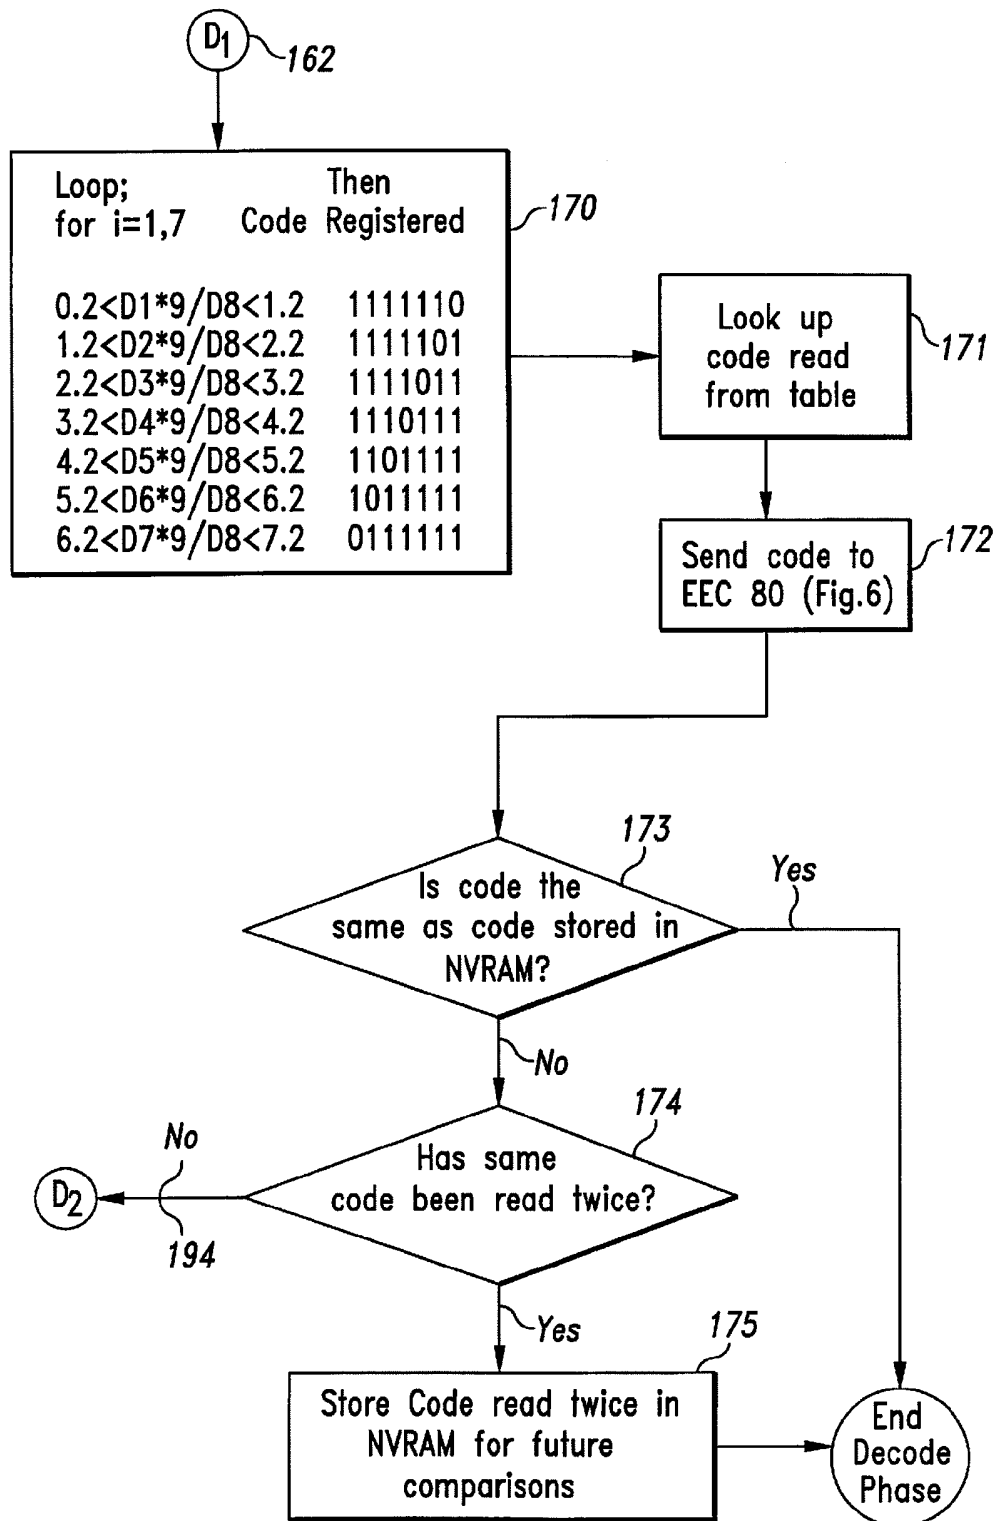 D1
162
Loop; Then
for i=1,7 Code Registered
170
0.2<D1*9/D8<1.2 1111110
1.2<D2*9/D8<2.2 1111101
2.2<D3*9/D8<3.2 1111011
3.2<D4*9/D8<4.2 1110111
4.2<D5*9/D8<5.2 1101111
5.2<D6*9/D8<6.2 1011111
6.2<D7*9/D8<7.2 0111111
Look up
code read
from table
171
Send code to
EEC 80 (Fig.6)
172
173
Is code the
same as code stored in
NVRAM?
Yes
No
174
Has same
code been read twice?
No
D2
194
Yes
175
Store Code read twice in
NVRAM for future
comparisons
End
Decode
Phase